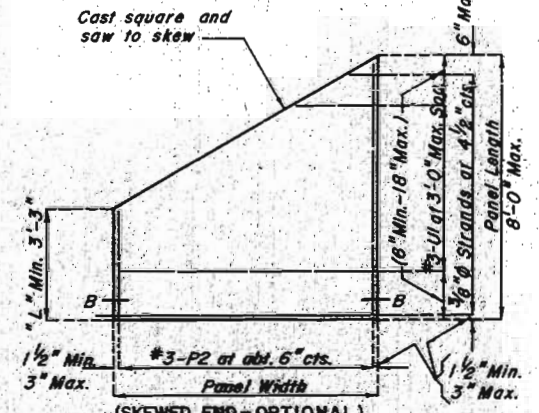 Cast square and
saw to skew
6" Ma
"L" Min. 3'-3"
(6" Min.-18" Max.)
#3-U1 at 3'-0" Max. Spc.
3/8" Φ Strands at 4 1/2" cts.
Panel Length
8'-0" Max.
B
B
1 1/2" Min.
3" Max.
#3-P2 at abt. 6" cts.
Panel Width
1 1/2" Min.
3" Max.
(SKEWED END-OPTIONAL)